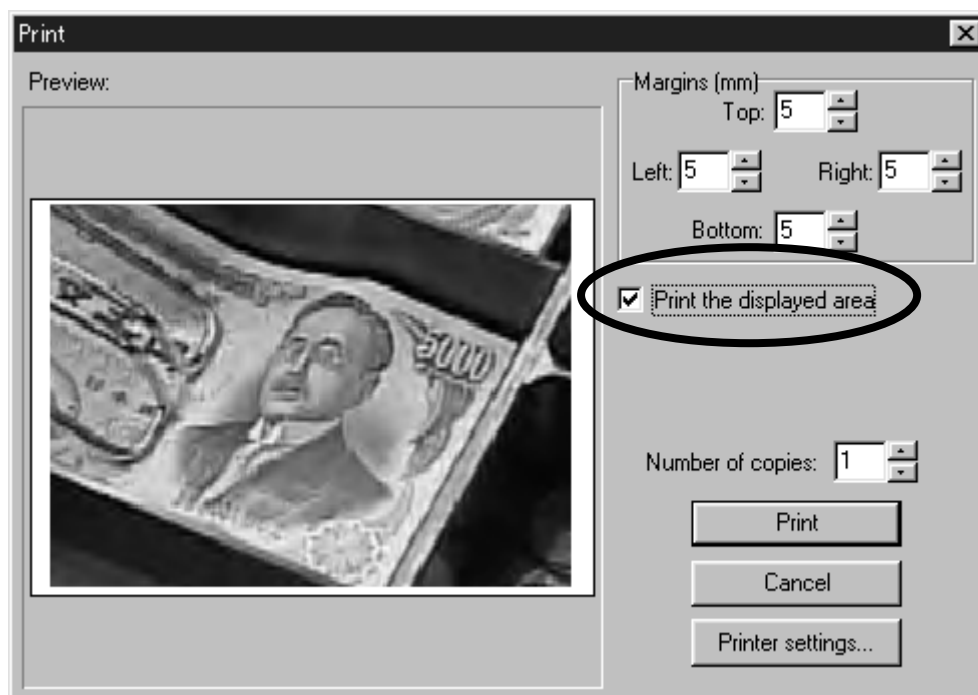 Print
Preview:
Margins (mm)
Top: 5
Left: 5 Right: 5
Bottom: 5
Print the displayed area
5000
Number of copies: 1
Print
Cancel
Printer settings...